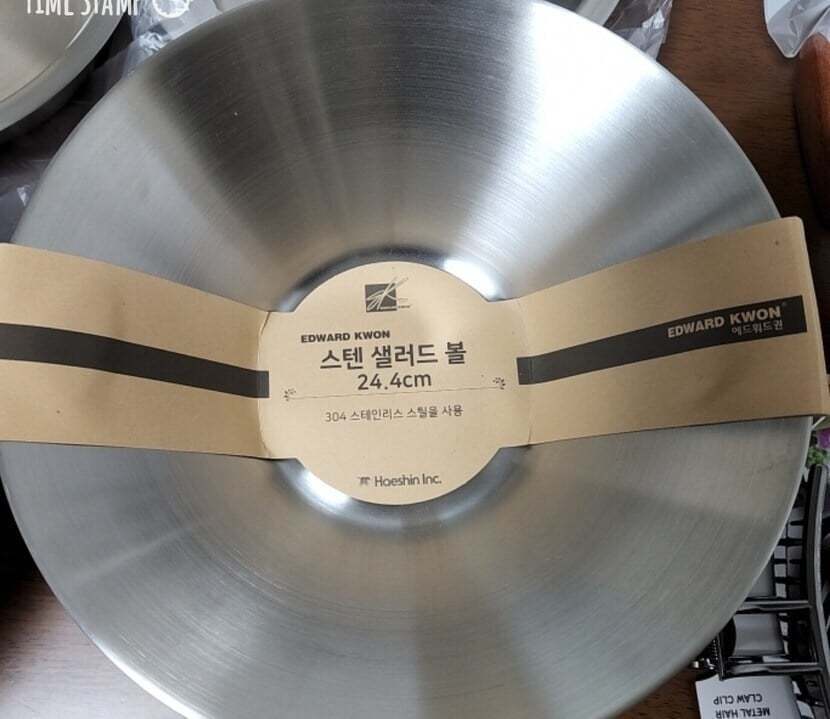 TIME STAMP
EDWARD KWON
스텐 샐러드 볼
24.4cm
304 스테인리스 스틸을 사용
Haeshin Inc.
EDWARD KWON®
에드워드권
METAL HAIR
CLAW CLIP